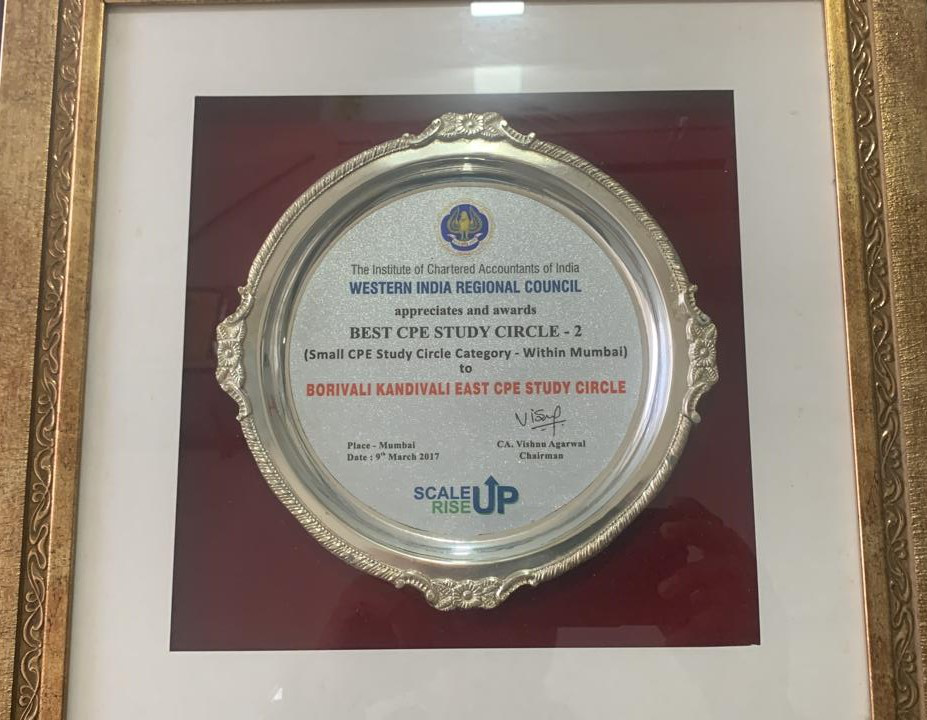 The Institute of Chartered Accountants of India
WESTERN INDIA REGIONAL COUNCIL
appreciates and awards
BEST CPE STUDY CIRCLE - 2
(Small CPE Study Circle Category - Within Mumbai)
to
BORIVALI KANDIVALI EAST CPE STUDY CIRCLE
Place - Mumbai
Date : 9th March 2017
CA. Vishnu Agarwal
Chairman
SCALE UP
RISE